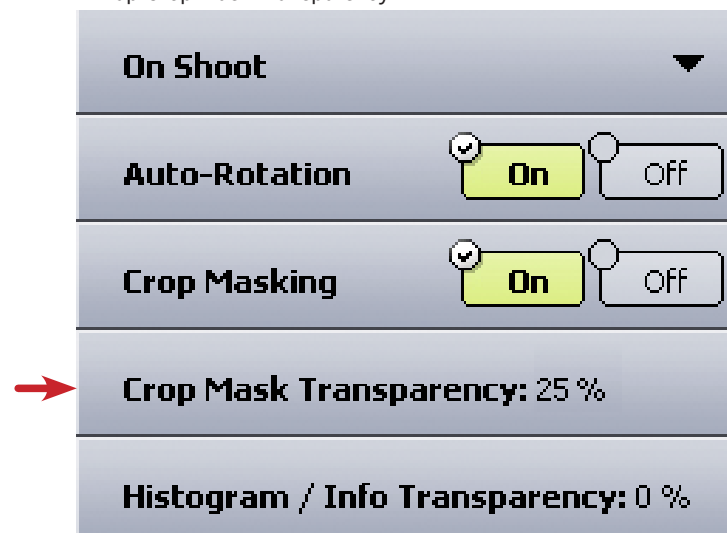 On Shoot
Auto-Rotation On Off
Crop Masking On Off
Crop Mask Transparency: 25 %
Histogram / Info Transparency: 0 %